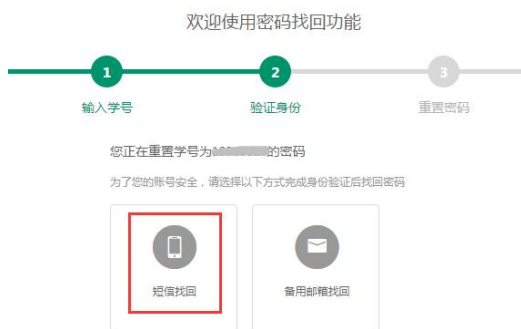 欢迎使用密码找回功能
1 2 3
输入学号 验证身份 重置密码
您正在重置学号为 的密码
为了您的账号安全，请选择以下方式完成身份验证后找回密码
短信找回 备用邮箱找回